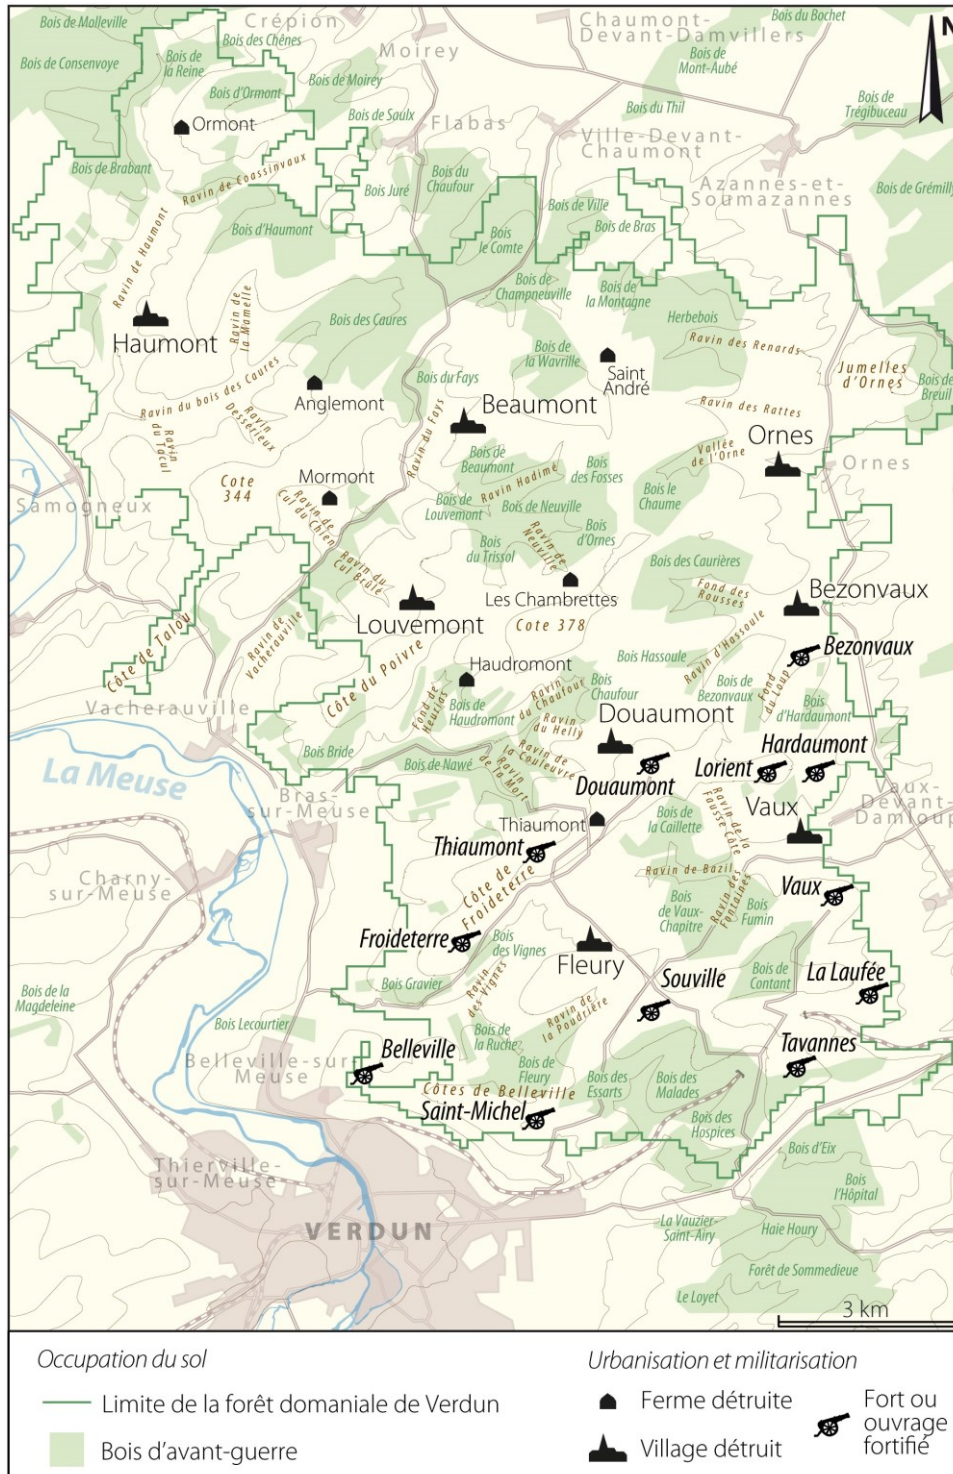 Bois de Molleville
Crépion
Bois des Chênes
Moirey
Chaumont-
Devant-Damvillers
Bois du Bochet
N
Bois de Consenvoye
Bois de
la Reine
Bois d'Ormont
Bois de Moirey
Bois de
Mont-Aubé
Bois de
Trégibuceau
Ormont
Bois de Saulx
Flabas
Bois du Thil
Ville-Devant-
Chaumont
Bois de Brabant
Ravin de Coassinvaux
Bois Juré
Bois du
Chaufour
Azannes-et-
Soumazannes
Bois de Grémilly
Ravin de Haumont
Bois d'Haumont
Bois
le Comte
Bois de Ville
Bois de Bras
Bois de
Champneuville
Bois de
la Montagne
Haumont
Ravin de
la Mamelle
Bois des Caures
Herbebois
Bois de
la Wavrille
Saint
André
Ravin des Renards
Jumelles
d'Ornes
Bois de
Breuil
Anglemont
Bois du Fays
Beaumont
Ravin du bois des Caures
Ravin
Dessérieux
Ravin
du Tacul
Ravin du Fays
Ravin des Rattes
Vallée
de l'Orne
Ornes
Ornes
Samogneux
Cote
344
Mormont
Bois de
Beaumont
Ravin Hadimé
Bois
des Fosses
Bois le
Chaume
Ravin de
Cul du Chien
Bois de
Louvemont
Bois de Neuville
Bois
du Trissol
Ravin de
Neuville
Bois
d'Ornes
Bois des Caurières
Ravin du
Cul Brûlé
Les Chambrettes
Fond des
Rousses
Bezonvaux
Louvemont
Cote 378
Côte de Talou
Ravin de
Vacherauville
Côte du Poivre
Haudromont
Bois Hassoule
Ravin d'Hassoule
Bezonvaux
Vacherauville
Fond de
Heurias
Bois de
Haudromont
Ravin
du Chaufour
Bois
Chaufour
Bois de
Bezonvaux
Fond
du Loup
Bois
d'Hardaumont
Ravin
du Helly
Douaumont
Hardaumont
La Meuse
Bois Bride
Bois de Nawé
Ravin de
la Couleuvre
Ravin
de la Mort
Douaumont
Lorient
Bras-
sur-Meuse
Thiaumont
Bois de
la Caillette
Ravin de la
Fausse Côte
Vaux
Vaux-
Devant-
Damloup
Thiaumont
Charny-
sur-Meuse
Côte de
Froideterre
Ravin de Bazil
Ravin des
Fontaines
Vaux
Bois
de Vaux-
Chapitre
Bois
Fumin
Froideterre
Bois
des Vignes
Fleury
Bois de la
Magdeleine
Bois Gravier
Ravin
des Vignes
Souville
Bois de
Contant
La Laufée
Bois Lecourtier
Ravin de
la Poudrière
Belleville-sur-
Meuse
Belleville
Bois de
la Ruche
Bois de
Fleury
Tavannes
Côtes de Belleville
Bois des
Essarts
Bois des
Malades
Saint-Michel
Bois des
Hospices
Bois d'Eix
Thierville-
sur-Meuse
Bois
l'Hôpital
VERDUN
La Vauzier-
Saint-Airy
Haie Houry
Forêt de Sommedieue
Le Loyet
3 km
Occupation du sol
Limite de la forêt domaniale de Verdun
Bois d'avant-guerre
Urbanisation et militarisation
Ferme détruite
Village détruit
Fort ou
ouvrage
fortifié